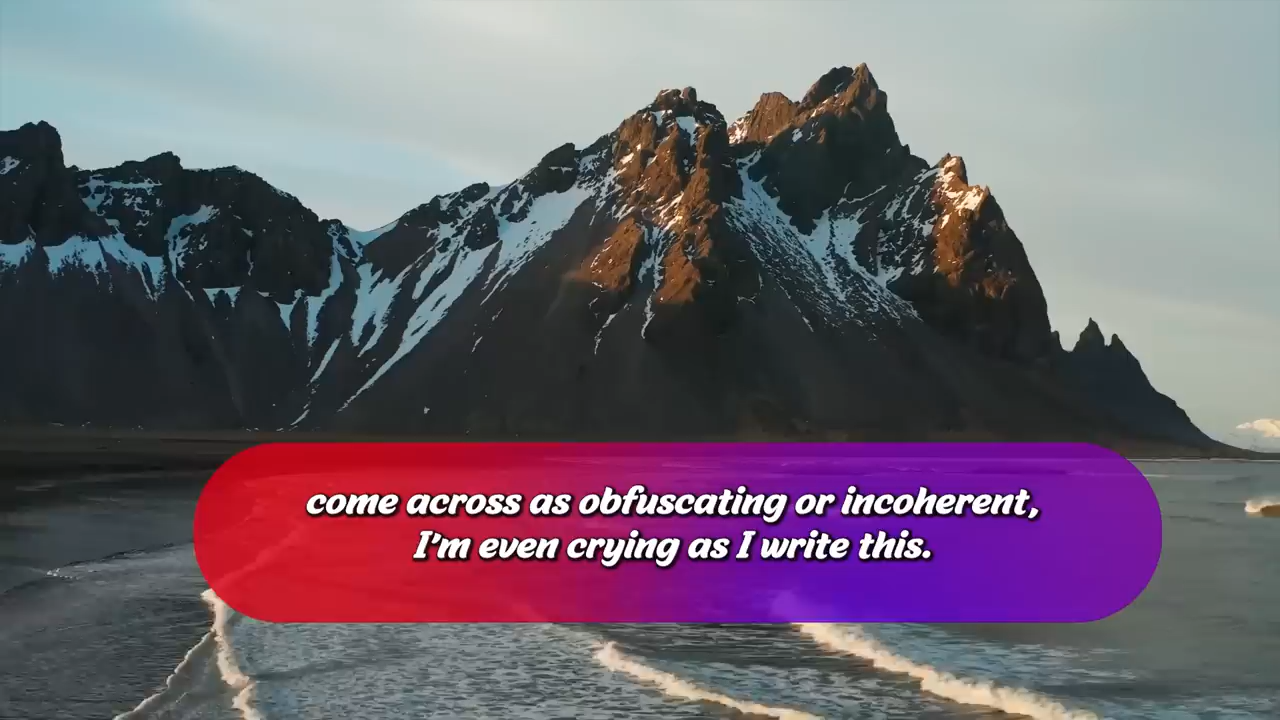 come across as obfuscating or incoherent,
I'm even crying as I write this.